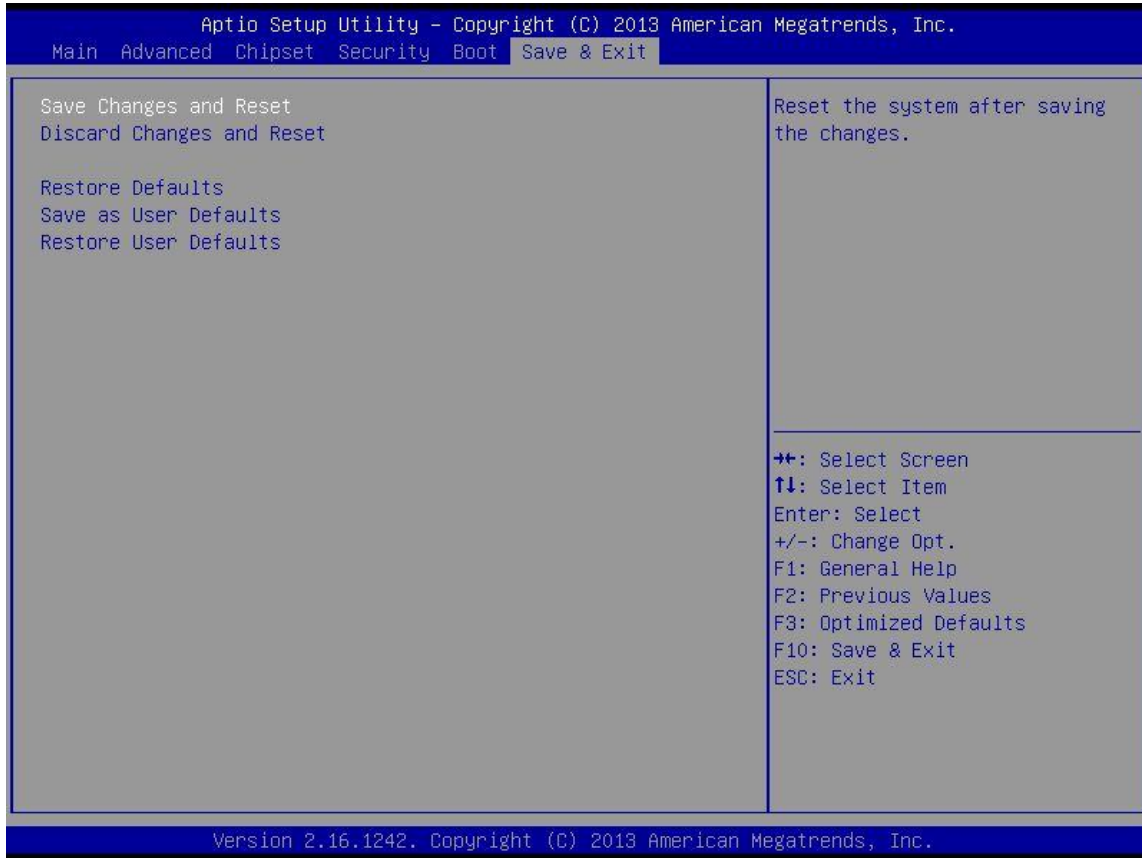 Aptio Setup Utility – Copyright (C) 2013 American Megatrends, Inc.
Main Advanced Chipset Security Boot Save & Exit
Save Changes and Reset
Discard Changes and Reset
Restore Defaults
Save as User Defaults
Restore User Defaults
Reset the system after saving
the changes.
→←: Select Screen
↑↓: Select Item
Enter: Select
+/-: Change Opt.
F1: General Help
F2: Previous Values
F3: Optimized Defaults
F10: Save & Exit
ESC: Exit
Version 2.16.1242. Copyright (C) 2013 American Megatrends, Inc.